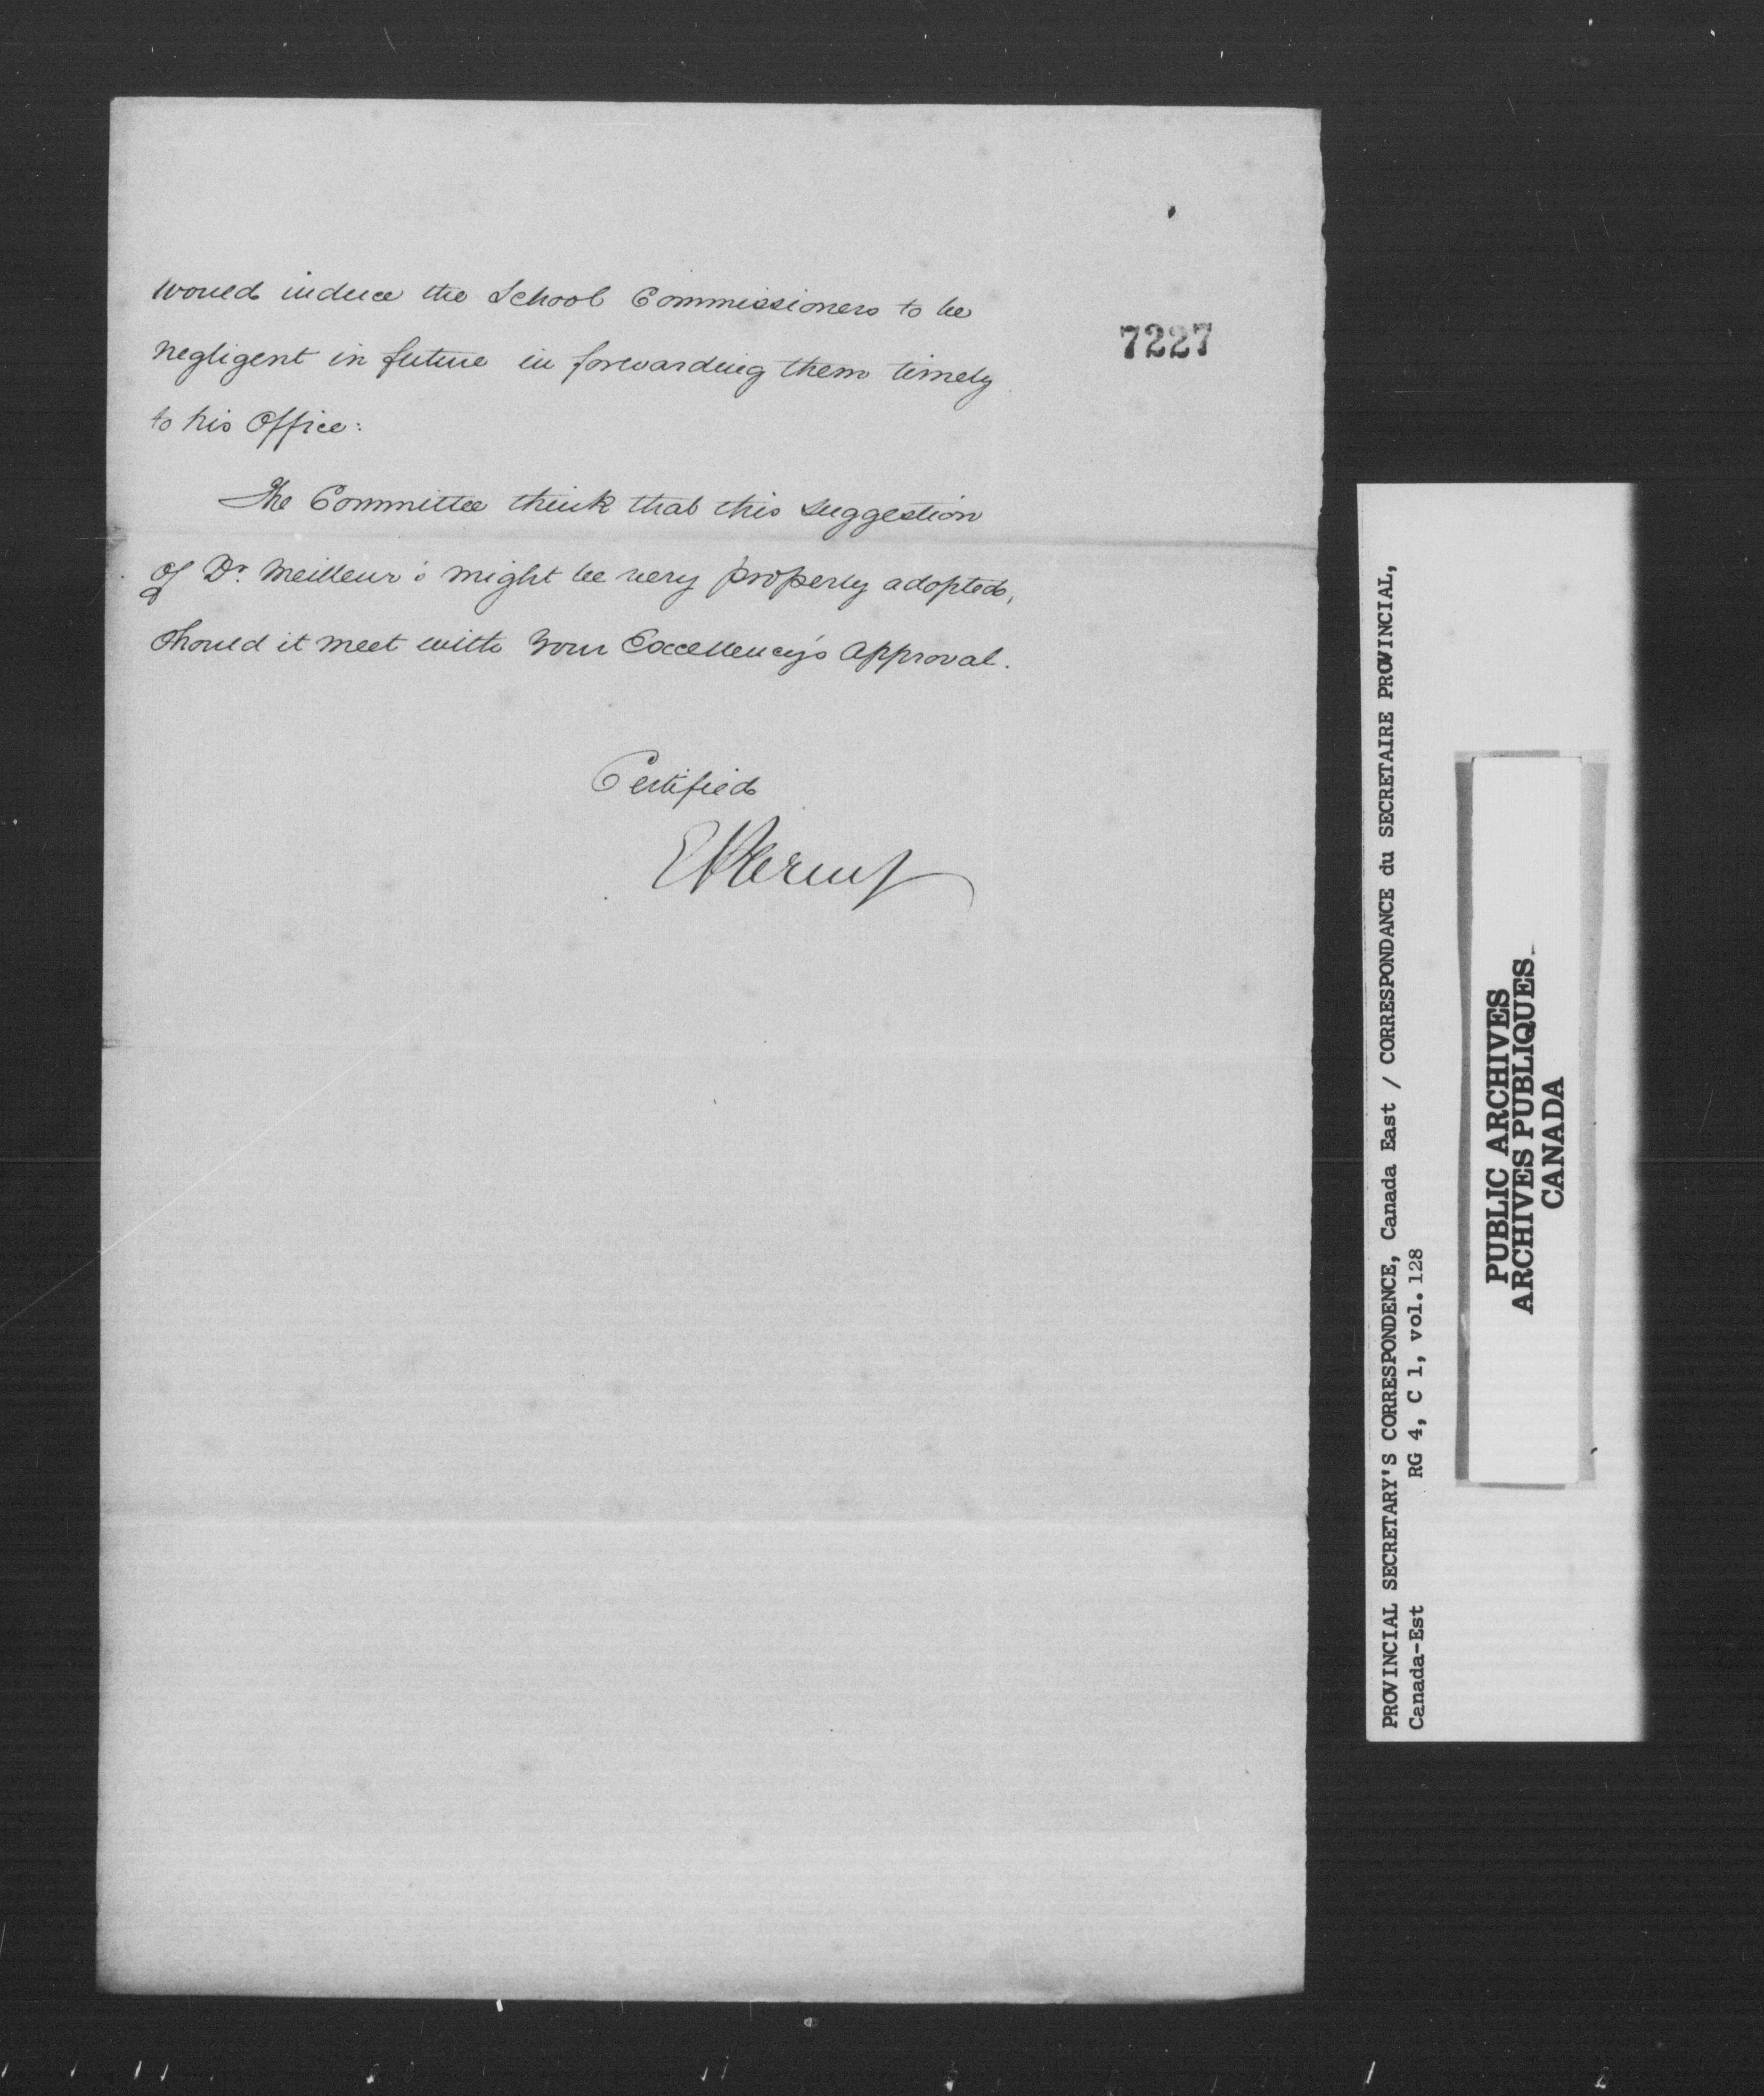 would induce the School Commissioners to be
negligent in future in forwarding them timely
to his Office:
The Committee think that this suggestion
of Dr. Meilleur's might be very properly adopted,
should it meet with Your Excellency's approval.
Certified
7227
PROVINCIAL SECRETARY'S CORRESPONDENCE, Canada East / CORRESPONDANCE du SECRETAIRE PROVINCIAL,
Canada-Est RG 4, C 1, vol. 128
PUBLIC ARCHIVES
ARCHIVES PUBLIQUES
CANADA